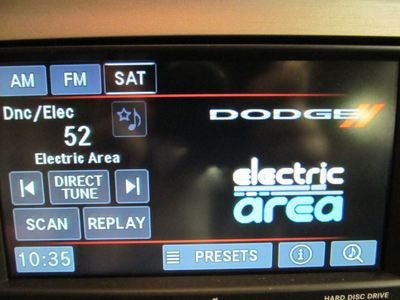 AM FM SAT
Dnc/Elec
52
Electric Area
DODGE
DIRECT TUNE
electric area
SCAN REPLAY
10:35 PRESETS
HARD DISC DRIVE